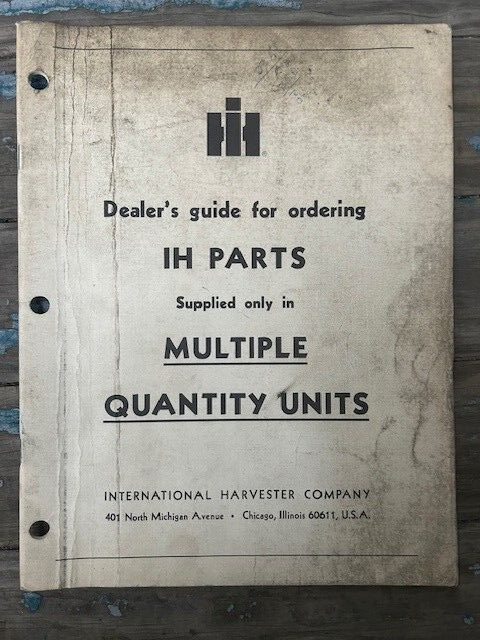 IH
Dealer's guide for ordering
IH PARTS
Supplied only in
MULTIPLE
QUANTITY UNITS
INTERNATIONAL HARVESTER COMPANY
401 North Michigan Avenue • Chicago, Illinois 60611, U.S.A.